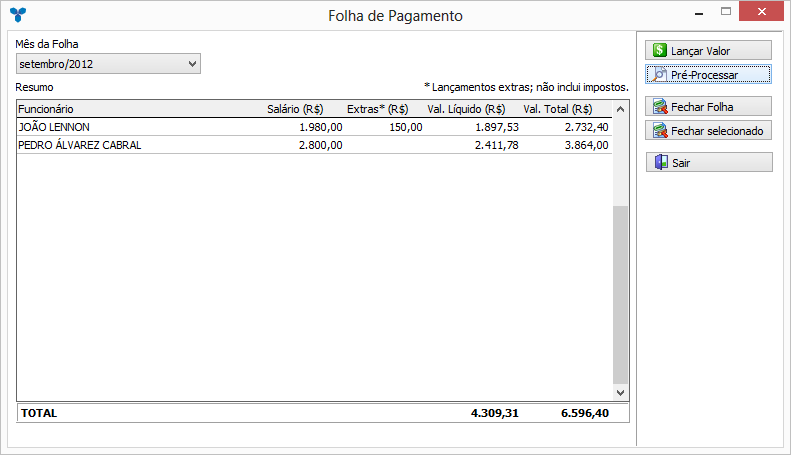 Folha de Pagamento
Mês da Folha
setembro/2012
Resumo * Lançamentos extras; não inclui impostos.
Funcionário Salário (R$) Extras* (R$) Val. Líquido (R$) Val. Total (R$)
JOÃO LENNON 1.980,00 150,00 1.897,53 2.732,40
PEDRO ÁLVAREZ CABRAL 2.800,00 2.411,78 3.864,00
TOTAL 4.309,31 6.596,40
Lançar Valor
Pré-Processar
Fechar Folha
Fechar selecionado
Sair